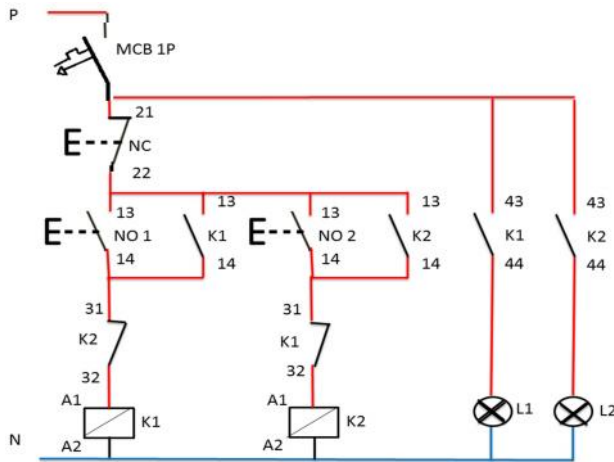 P
MCB 1P
21
NC
22
13 13 13 13 43 43
NO 1 K1 NO 2 K2 K1 K2
14 14 14 14 44 44
31 31
K2 K1
32 32
A1 K1 A1 K2 L1 L2
N A2 A2